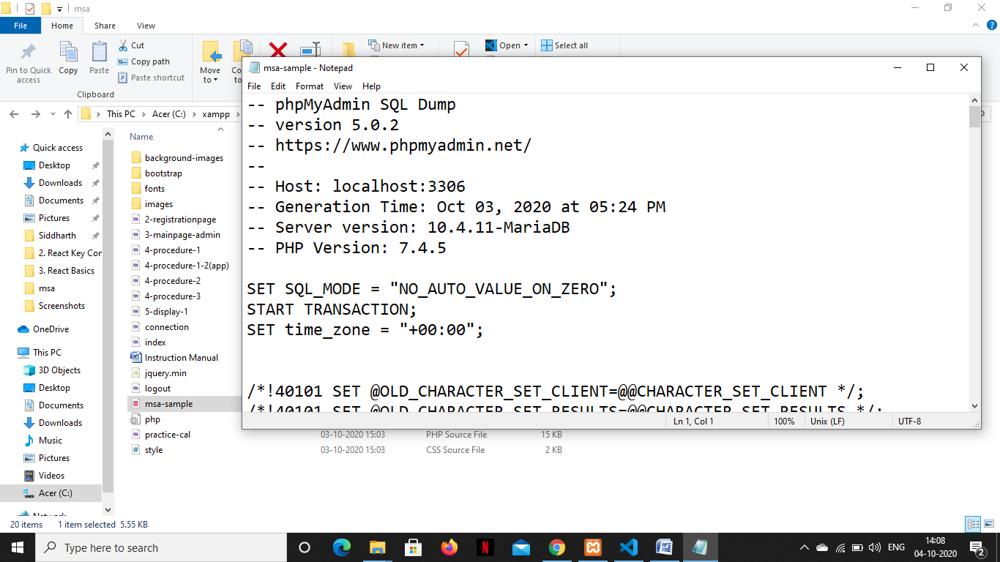 msa
File Home Share View
Pin to Quick access
Copy
Paste
Cut
Copy path
Paste shortcut
Clipboard
Move to
New item
Open
Select all
This PC Acer (C:) xampp
Quick access
Desktop
Downloads
Documents
Pictures
Siddharth
2. React Key Cor
3. React Basics
msa
Screenshots
OneDrive
This PC
3D Objects
Desktop
Documents
Downloads
Music
Pictures
Videos
Acer (C:)
Network
Name
background-images
bootstrap
fonts
images
2-registrationpage
3-mainpage-admin
4-procedure-1
4-procedure-1-2(app)
4-procedure-2
4-procedure-3
5-display-1
connection
index
Instruction Manual
jquery.min
logout
msa-sample
php
practice-cal 03-10-2020 15:03 PHP Source File 15 KB
style 03-10-2020 15:03 CSS Source File 2 KB
msa-sample - Notepad
File Edit Format View Help
-- phpMyAdmin SQL Dump
-- version 5.0.2
-- https://www.phpmyadmin.net/
--
-- Host: localhost:3306
-- Generation Time: Oct 03, 2020 at 05:24 PM
-- Server version: 10.4.11-MariaDB
-- PHP Version: 7.4.5
SET SQL_MODE = "NO_AUTO_VALUE_ON_ZERO";
START TRANSACTION;
SET time_zone = "+00:00";
/*!40101 SET @OLD_CHARACTER_SET_CLIENT=@@CHARACTER_SET_CLIENT */;
/*!40101 SET @OLD_CHARACTER_SET_RESULTS=@@CHARACTER_SET_RESULTS */;
Ln 1, Col 1 100% Unix (LF) UTF-8
20 items 1 item selected 5.55 KB
Type here to search
ENG
14:08
04-10-2020
2